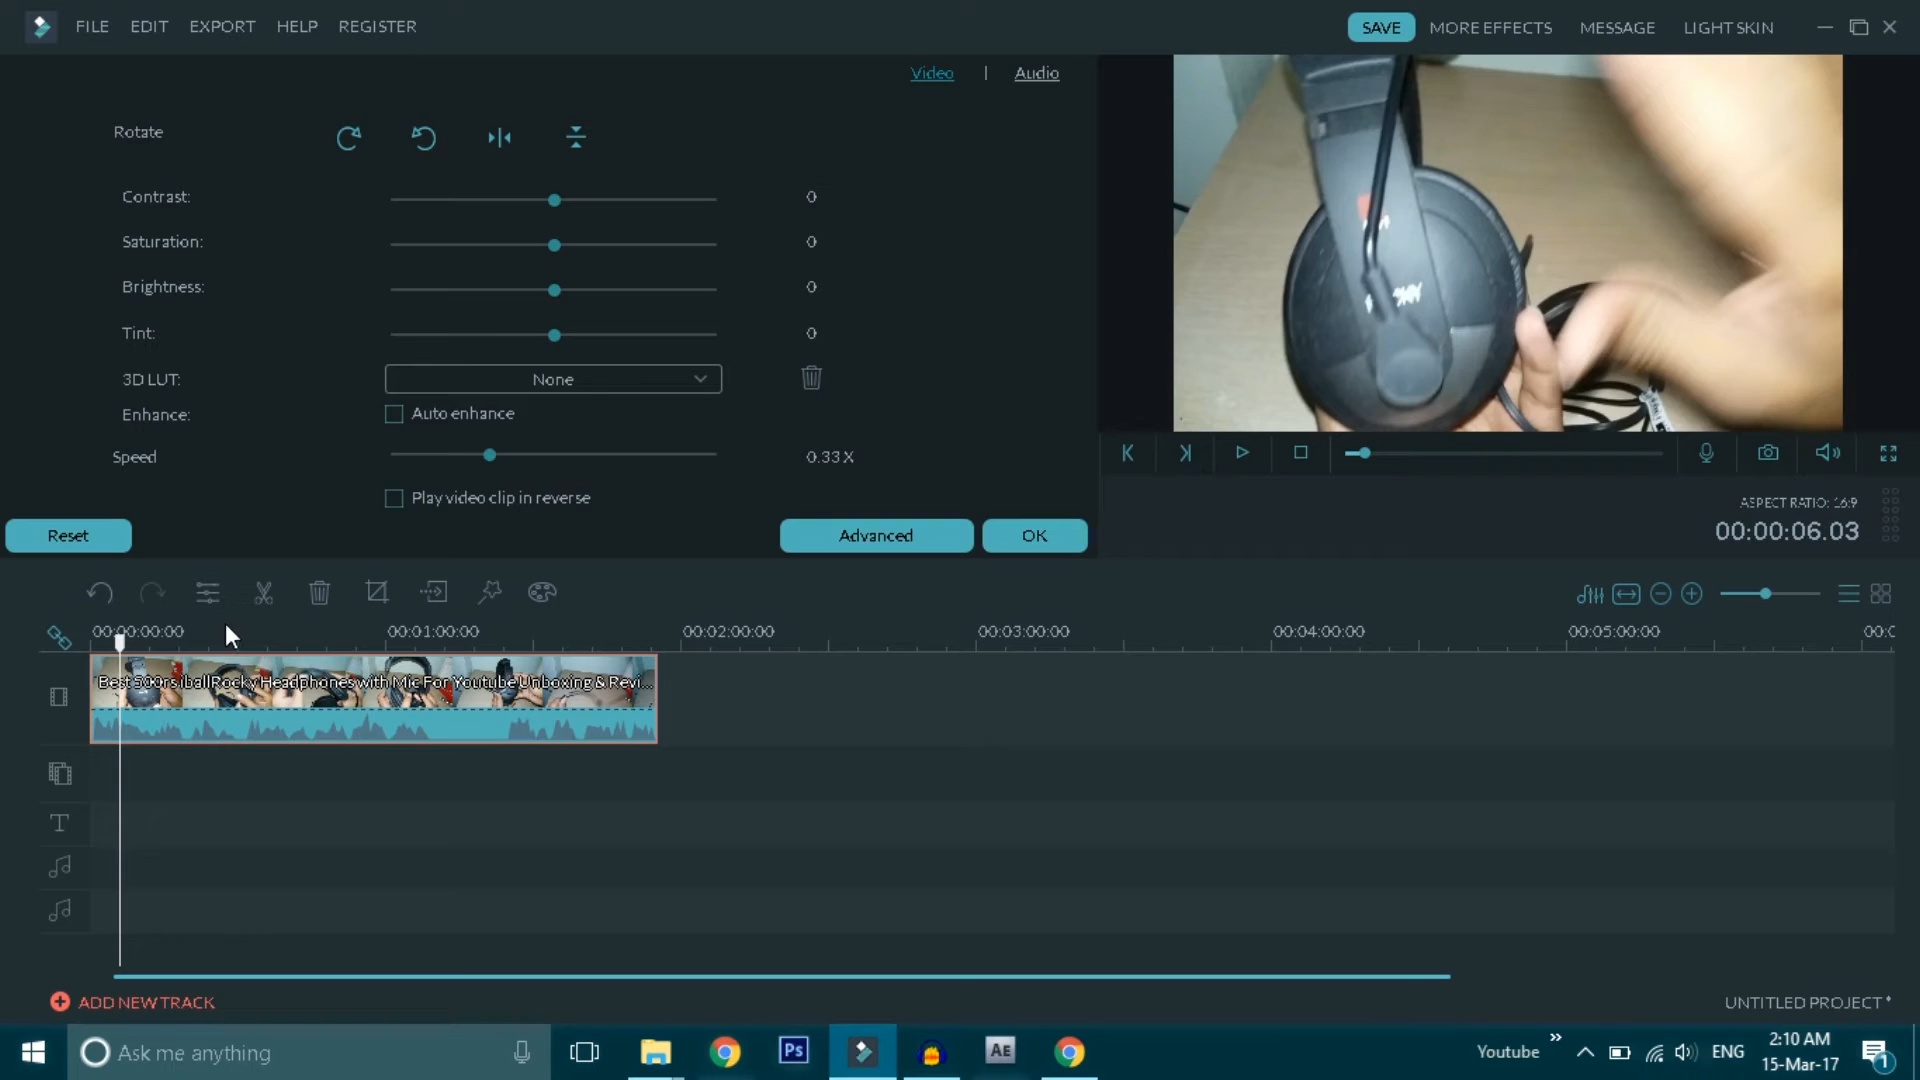 FILE EDIT EXPORT HELP REGISTER
SAVE MORE EFFECTS MESSAGE LIGHT SKIN
Video | Audio
Rotate
Contrast: 0
Saturation: 0
Brightness: 0
Tint: 0
3D LUT: None
Enhance: Auto enhance
Speed 0.33 X
Play video clip in reverse
Reset Advanced OK
ASPECT RATIO: 16:9
00:00:06.03
00:00:00:00 00:01:00:00 00:02:00:00 00:03:00:00 00:04:00:00 00:05:00:00
Best 500rs iballRocky Headphones with Mic For Youtube Unboxing & Revi...
T
ADD NEW TRACK
UNTITLED PROJECT *
Ask me anything
Ps
AE
Youtube
ENG
2:10 AM
15-Mar-17
1